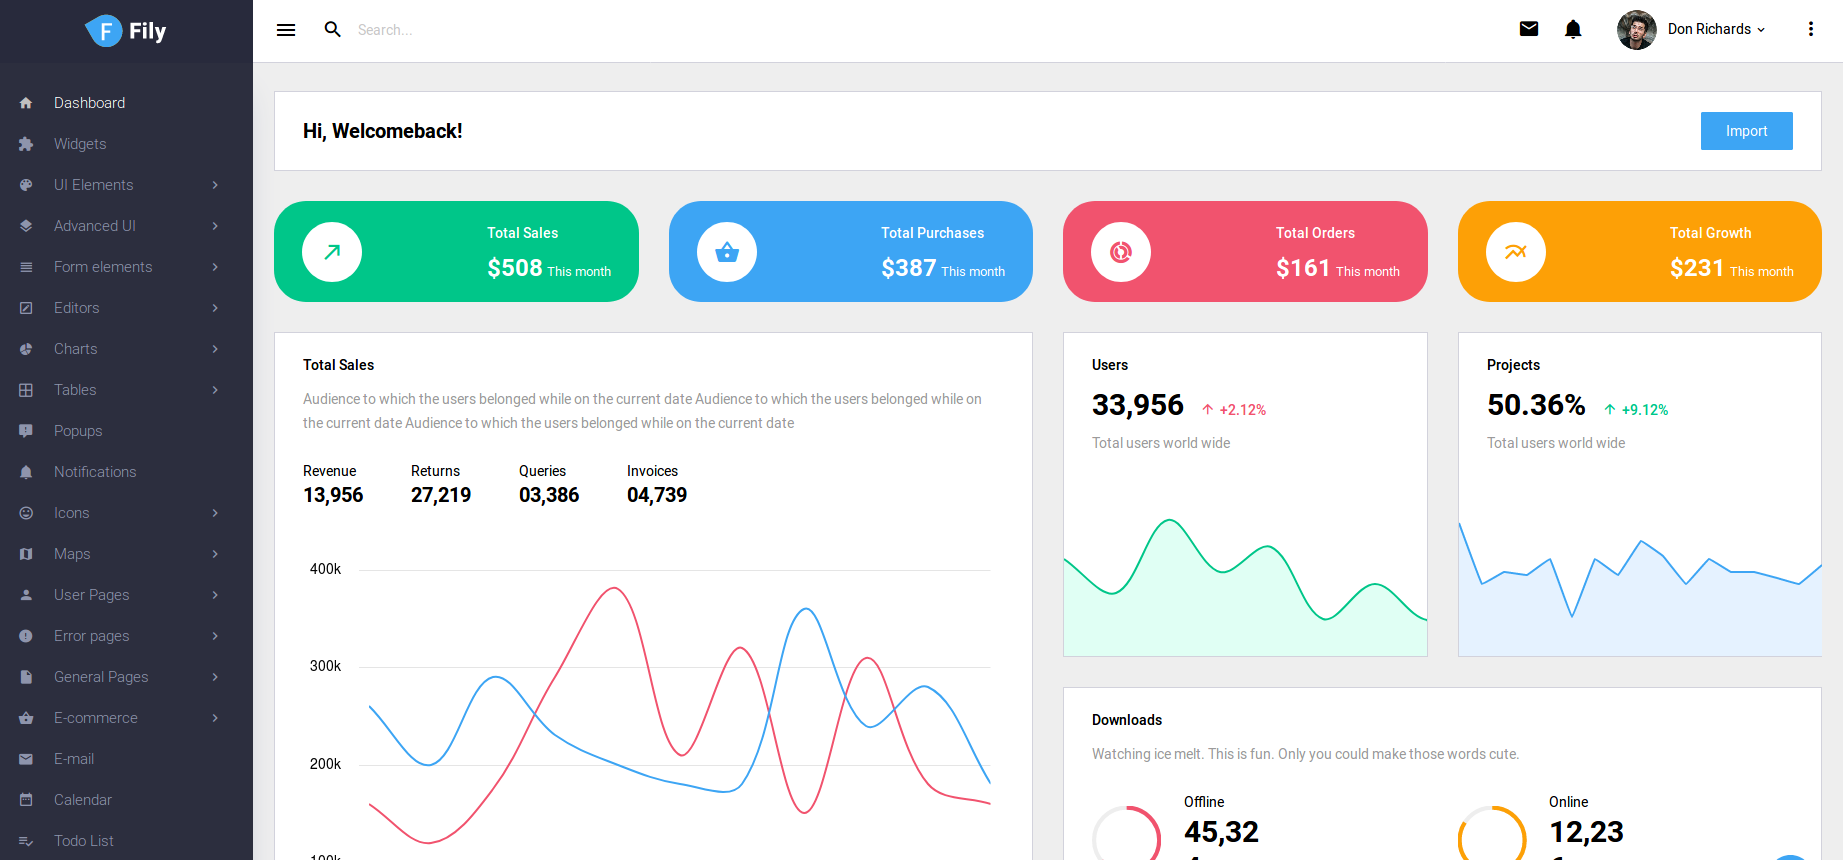 Fily
Search...
Don Richards
Dashboard
Widgets
UI Elements
Advanced UI
Form elements
Editors
Charts
Tables
Popups
Notifications
Icons
Maps
User Pages
Error pages
General Pages
E-commerce
E-mail
Calendar
Todo List
Hi, Welcomeback!
Import
Total Sales
$508 This month
Total Purchases
$387 This month
Total Orders
$161 This month
Total Growth
$231 This month
Total Sales
Audience to which the users belonged while on the current date Audience to which the users belonged while on
the current date Audience to which the users belonged while on the current date
Revenue Returns Queries Invoices
13,956 27,219 03,386 04,739
400k
300k
200k
Users
33,956 +2.12%
Total users world wide
Projects
50.36% +9.12%
Total users world wide
Downloads
Watching ice melt. This is fun. Only you could make those words cute.
Offline
45,32
Online
12,23